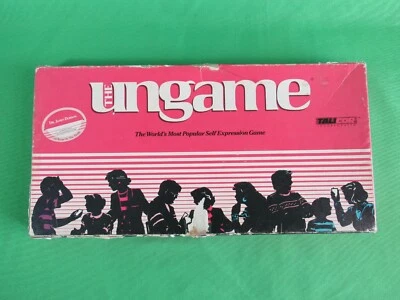 THE ungame
The World's Most Popular Self Expression Game
TALICOR